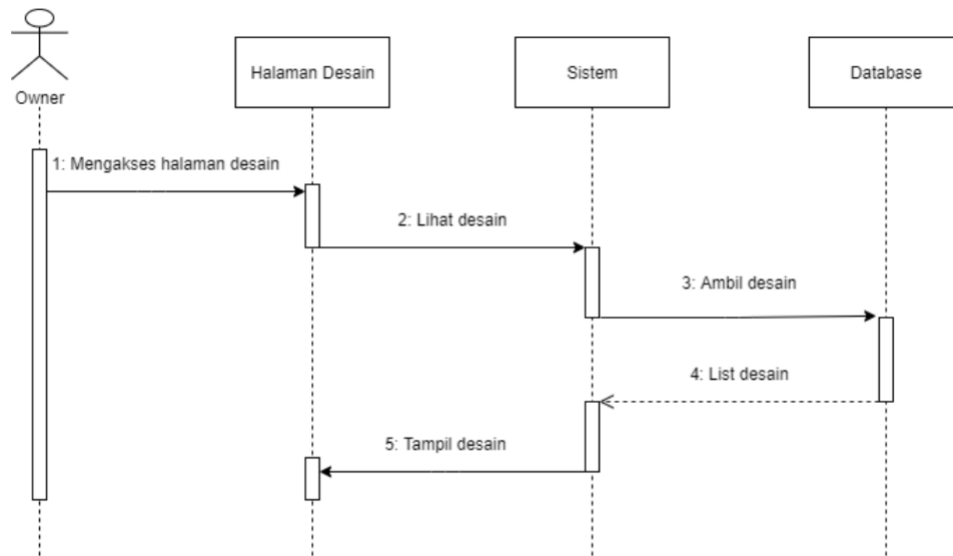 Owner
Halaman Desain
Sistem
Database
1: Mengakses halaman desain
2: Lihat desain
3: Ambil desain
4: List desain
5: Tampil desain